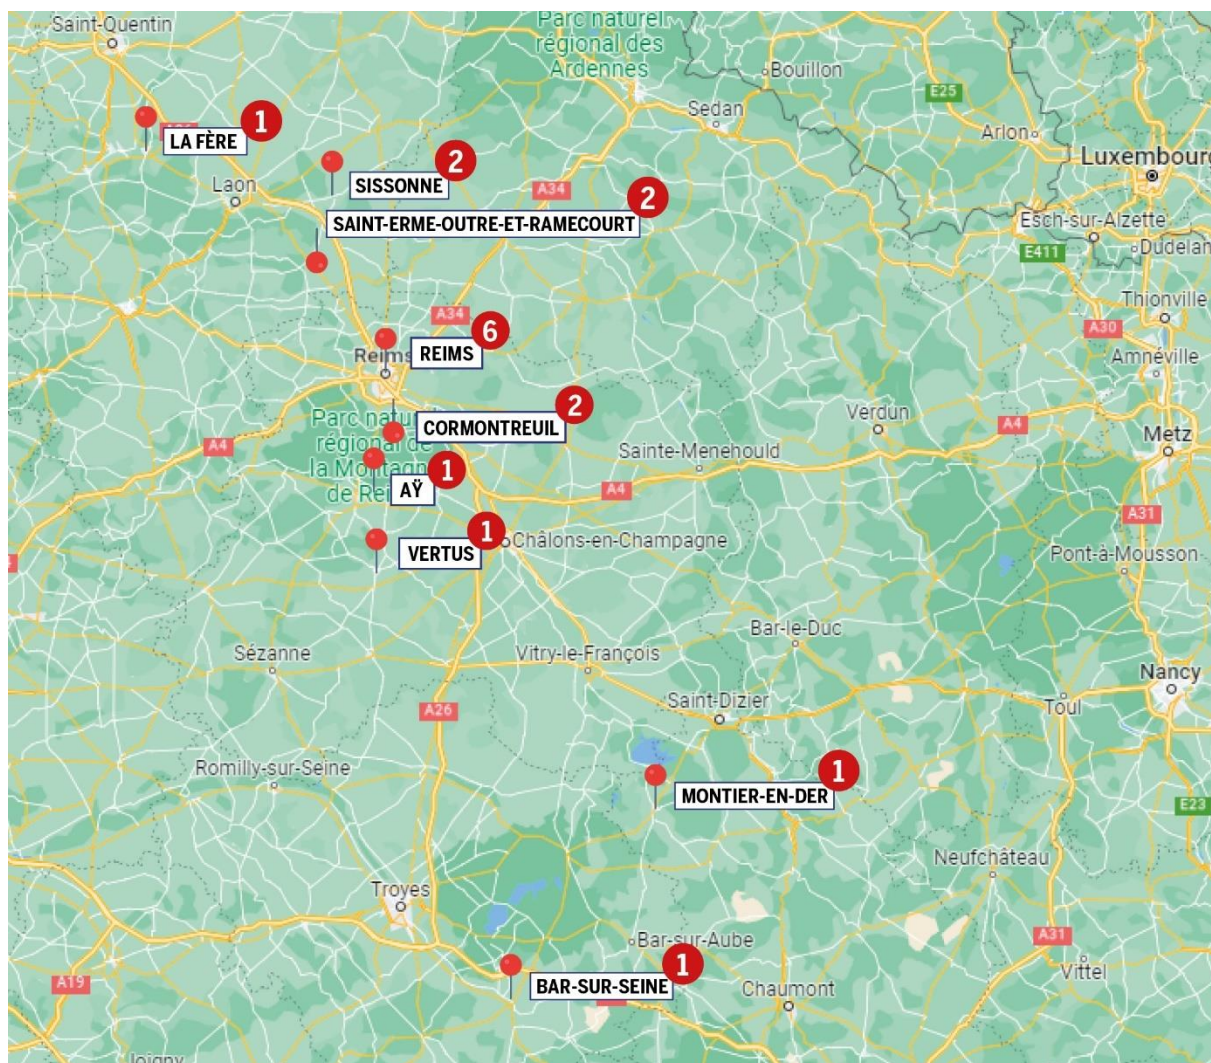 Saint-Quentin
Parc naturel
régional des
Ardennes
Bouillon
E25
Sedan
Arlon
1
LA FÈRE
Luxembourg
2
SISSONNE
Laon
A34
2
SAINT-ERME-OUTRE-ET-RAMECOURT
Esch-sur-Alzette
E411
Dudelan
Thionville
A34
6
REIMS
Reims
A30
Amnéville
Parc natur
régional de
la Montagn
de Rei
2
CORMONTREUIL
Verdun
A4
A4
Metz
Sainte-Menehould
1
AŸ
A4
A31
1
VERTUS
Châlons-en-Champagne
Pont-à-Mousson
Bar-le-Duc
Sézanne
Vitry-le-François
Nancy
Saint-Dizier
Toul
A26
Romilly-sur-Seine
1
MONTIER-EN-DER
E23
Neufchâteau
Troyes
Bar-sur-Aube
A31
Vittel
1
BAR-SUR-SEINE
A19
Chaumont
Joigny